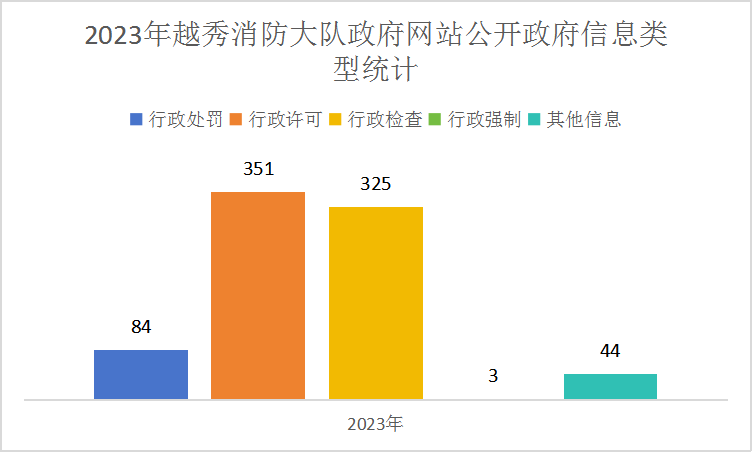 2023年越秀消防大队政府网站公开政府信息类
型统计
行政处罚 行政许可 行政检查 行政强制 其他信息
351
325
84
44
3
2023年